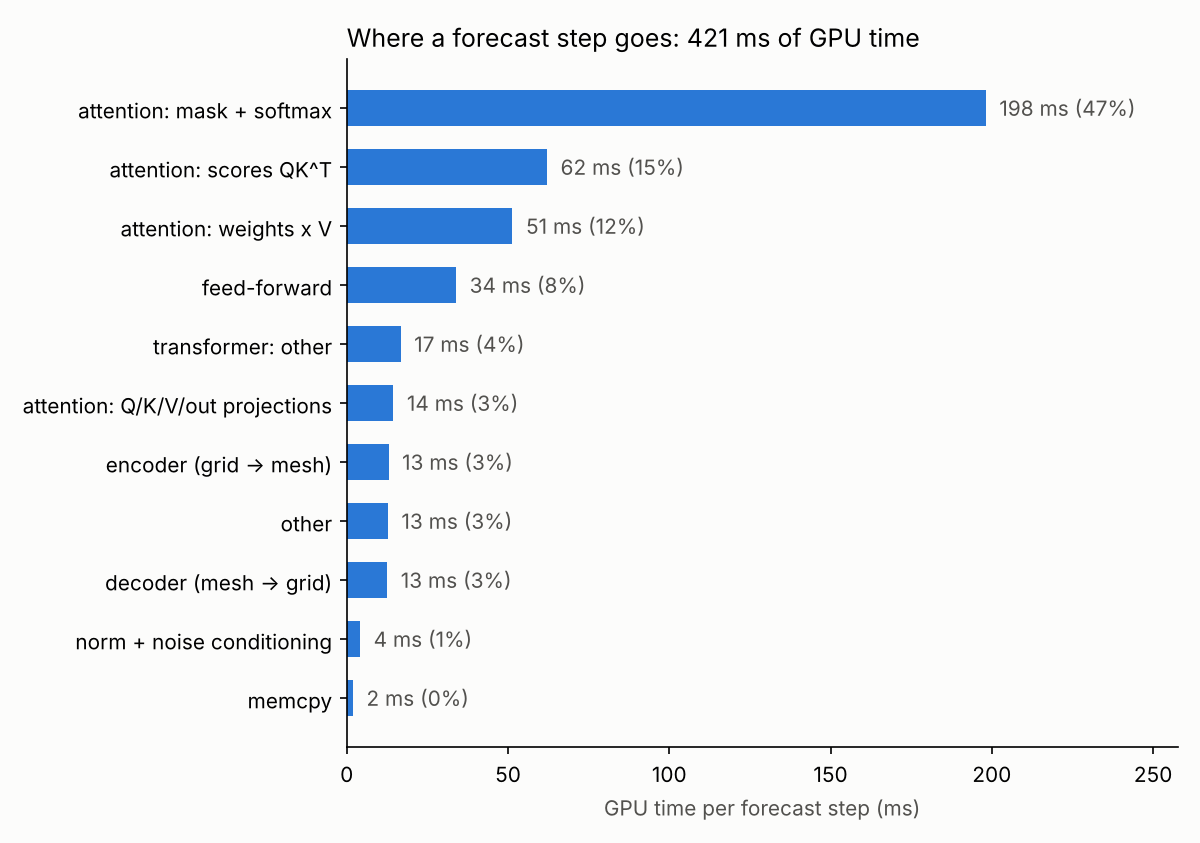 Where a forecast step goes: 421 ms of GPU time
attention: mask + softmax 198 ms (47%)
attention: scores QK^T 62 ms (15%)
attention: weights x V 51 ms (12%)
feed-forward 34 ms (8%)
transformer: other 17 ms (4%)
attention: Q/K/V/out projections 14 ms (3%)
encoder (grid → mesh) 13 ms (3%)
other 13 ms (3%)
decoder (mesh → grid) 13 ms (3%)
norm + noise conditioning 4 ms (1%)
memcpy 2 ms (0%)
0 50 100 150 200 250
GPU time per forecast step (ms)